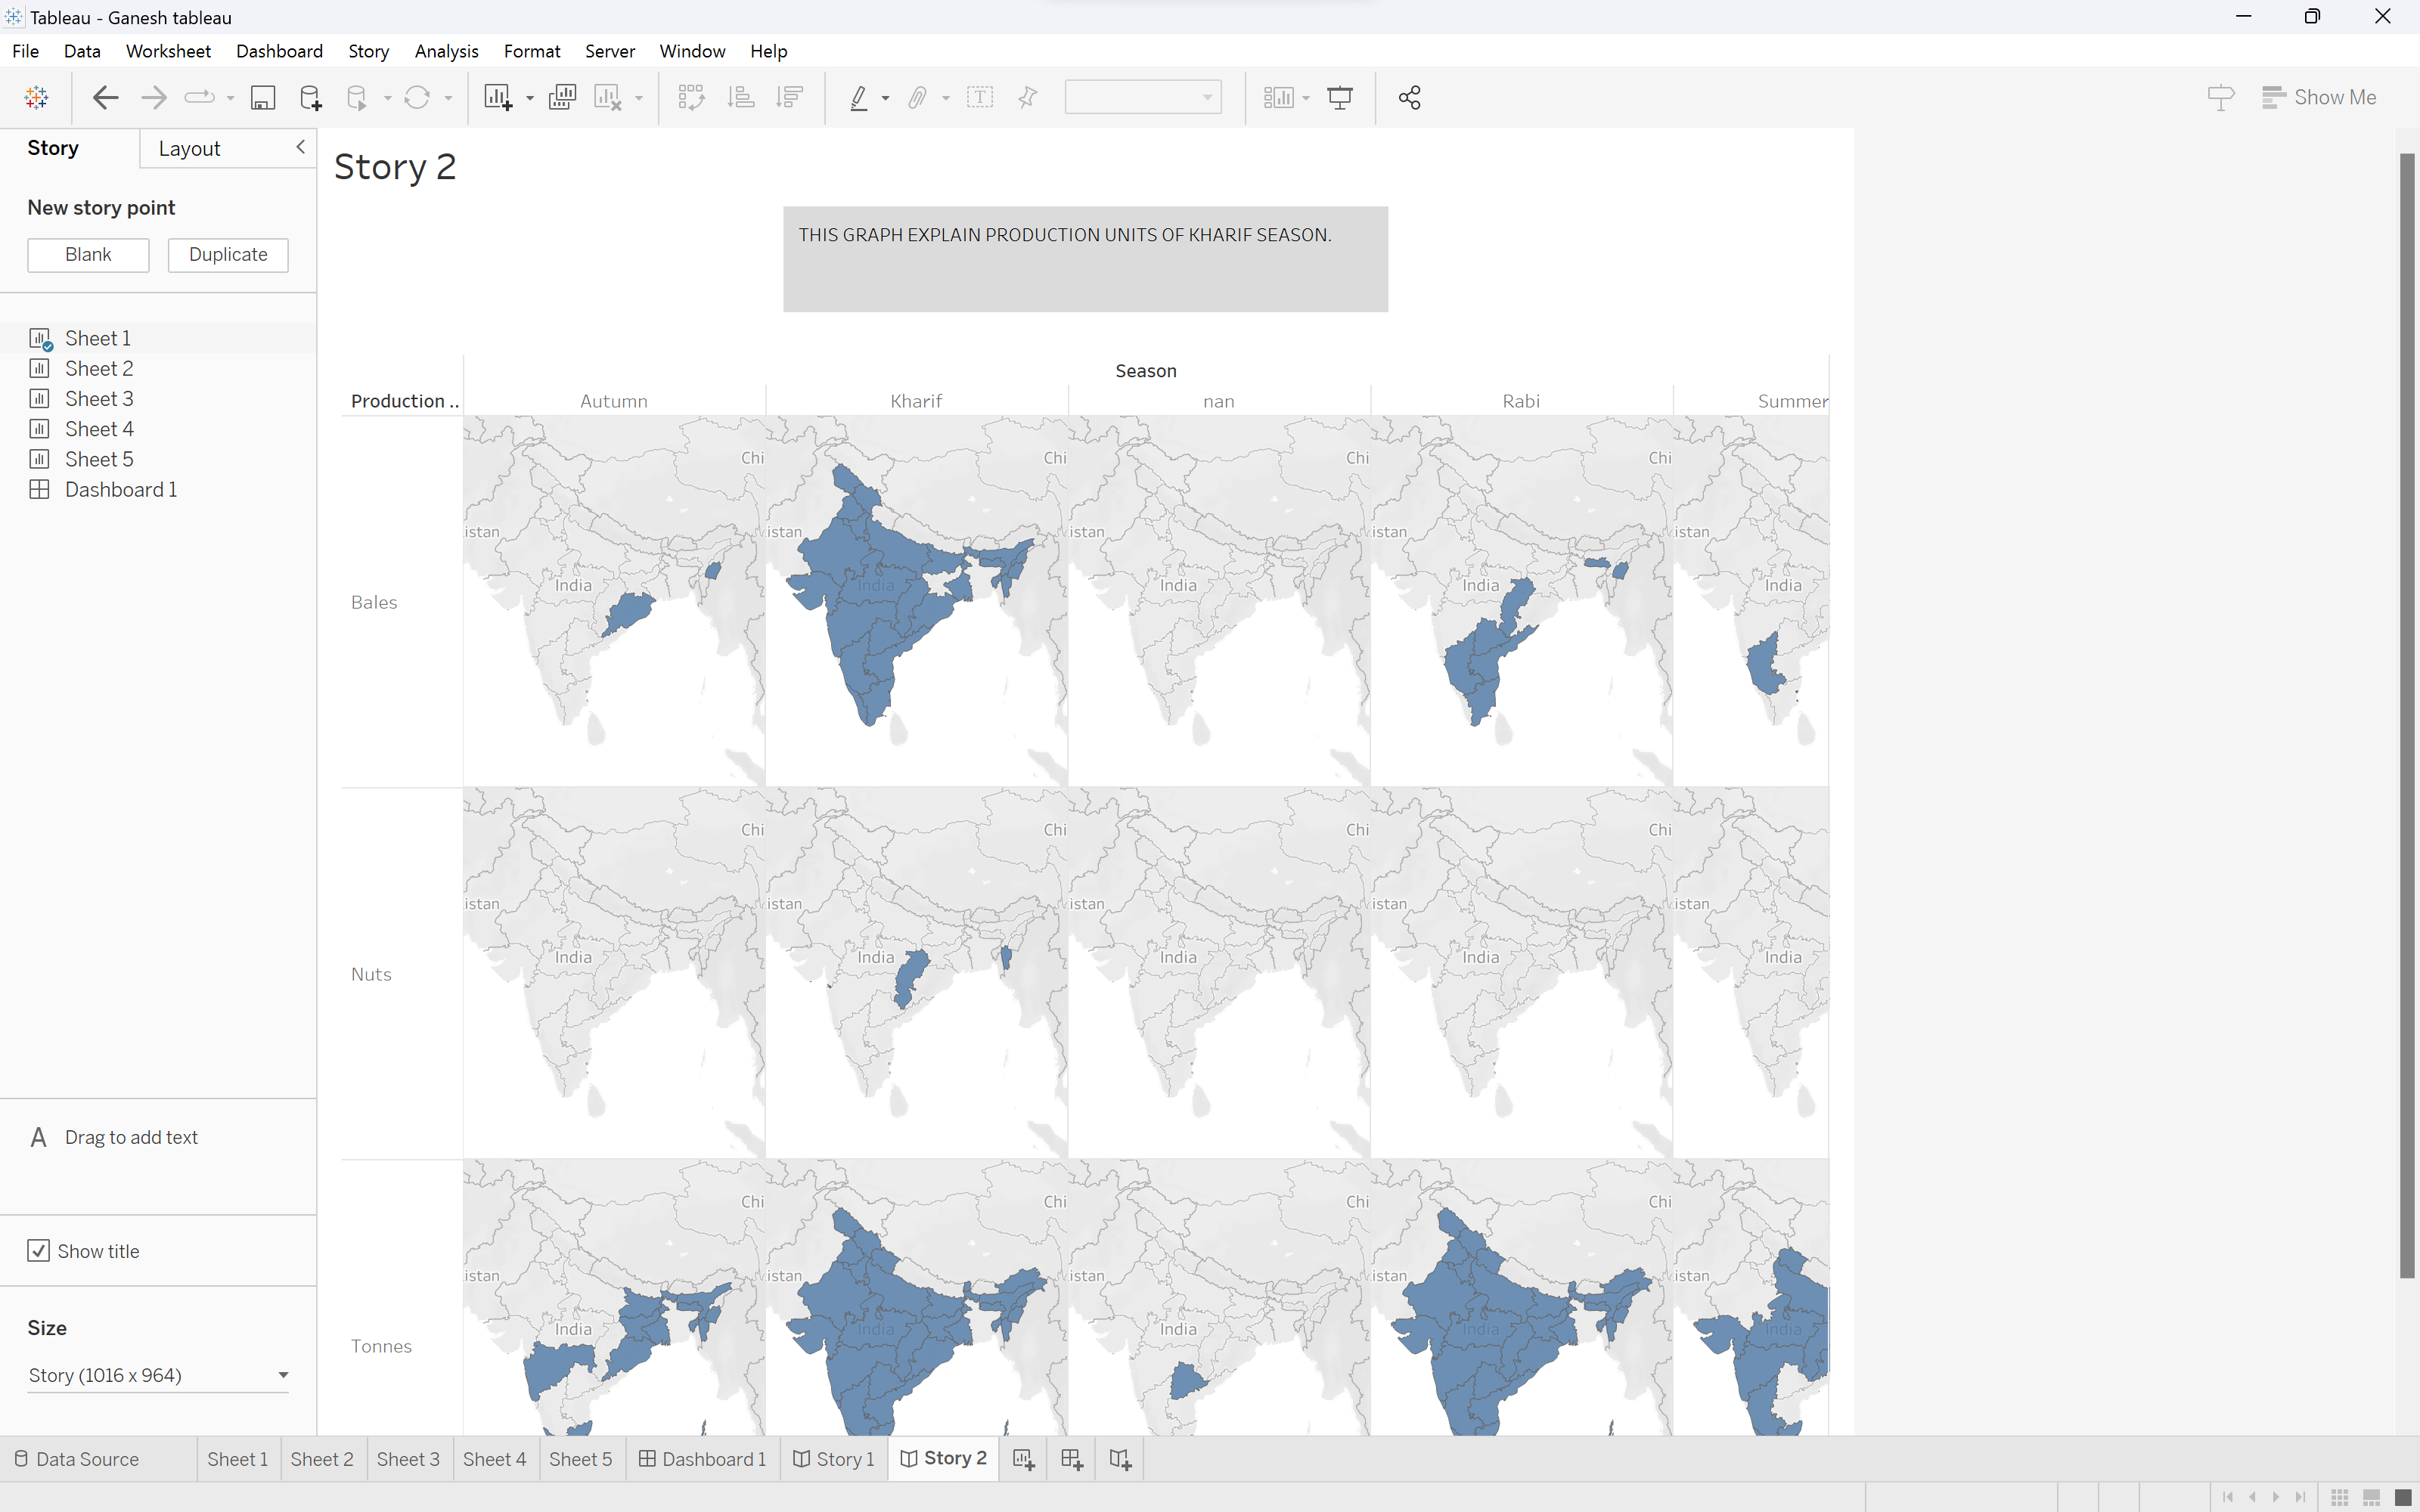 Tableau - Ganesh tableau
File Data Worksheet Dashboard Story Analysis Format Server Window Help
Show Me
Story Layout
Story 2
New story point
Blank Duplicate
THIS GRAPH EXPLAIN PRODUCTION UNITS OF KHARIF SEASON.
Sheet 1
Sheet 2
Sheet 3
Sheet 4
Sheet 5
Dashboard 1
Season
Production .. Autumn Kharif nan Rabi Summer
Chi Chi Chi Chi
istan istan istan istan istan
India India India India India
Bales
Chi Chi Chi Chi
istan istan istan istan istan
India India India India India
Nuts
Chi Chi Chi Chi
istan istan istan istan istan
India India India India India
Tonnes
A Drag to add text
Show title
Size
Story (1016 x 964)
Data Source Sheet 1 Sheet 2 Sheet 3 Sheet 4 Sheet 5 Dashboard 1 Story 1 Story 2